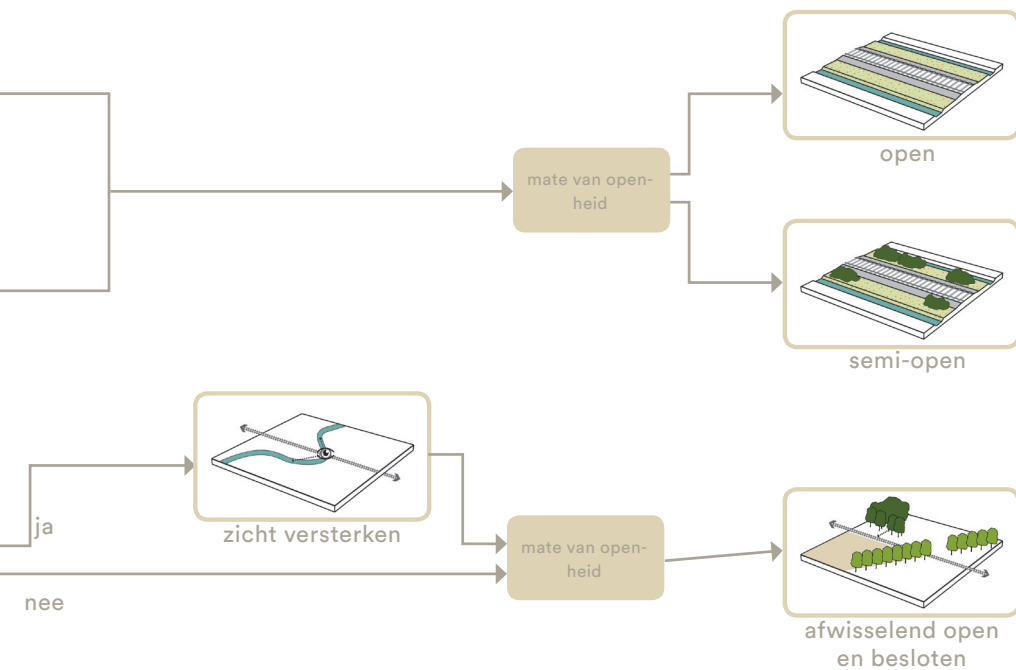 open
mate van open-
heid
semi-open
ja
zicht versterken
mate van open-
heid
nee
afwisselend open
en besloten